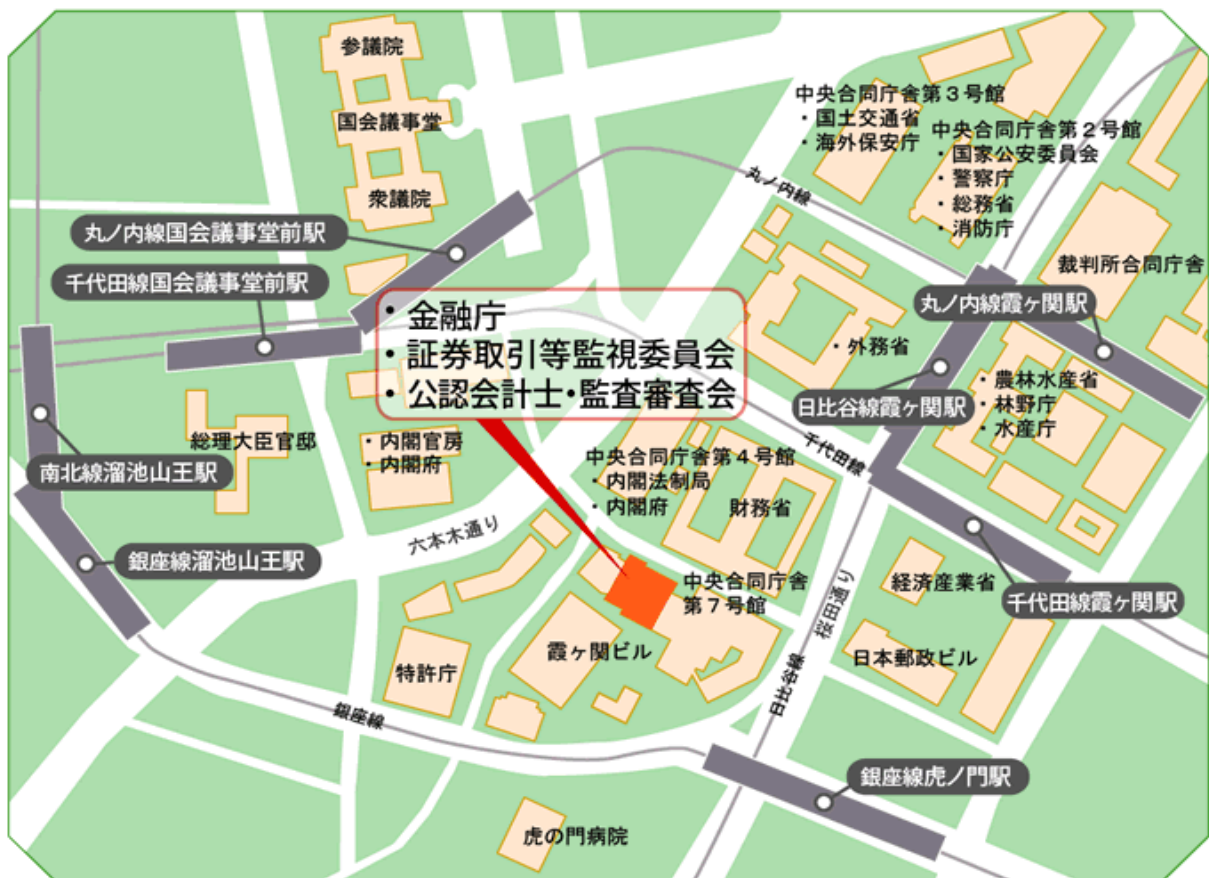 参議院
国会議事堂
衆議院
中央合同庁舎第3号館
・国土交通省
・海外保安庁
中央合同庁舎第2号館
・国家公安委員会
・警察庁
・総務省
・消防庁
丸ノ内線
裁判所合同庁舎
丸ノ内線国会議事堂前駅
千代田線国会議事堂前駅
丸ノ内線霞ヶ関駅
・金融庁
・証券取引等監視委員会
・公認会計士・監査審査会
・外務省
日比谷線霞ヶ関駅
・農林水産省
・林野庁
・水産庁
総理大臣官邸
・内閣官房
・内閣府
南北線溜池山王駅
中央合同庁舎第4号館
・内閣法制局
・内閣府
財務省
千代田線
六本木通り
銀座線溜池山王駅
中央合同庁舎
第7号館
経済産業省
千代田線霞ヶ関駅
桜田通り
霞ヶ関ビル
特許庁
日本郵政ビル
日比谷線
銀座線
銀座線虎ノ門駅
虎の門病院